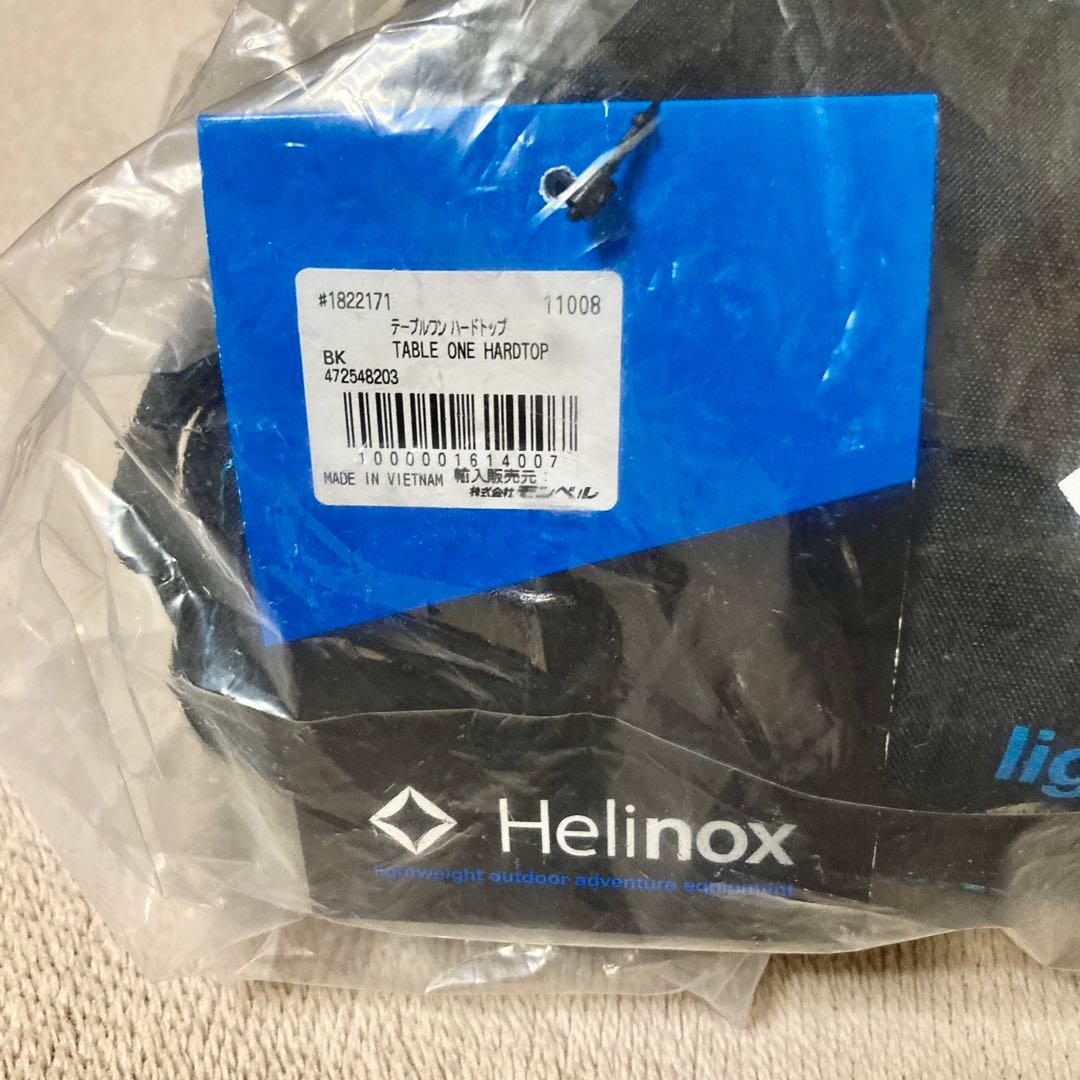 #1822171 11008
テーブルワン ハードトップ
BK TABLE ONE HARDTOP
472548203
1000001614007
MADE IN VIETNAM 輸入販売元:
株式会社 モンベル
lig
Helinox
lightweight outdoor adventure equipment